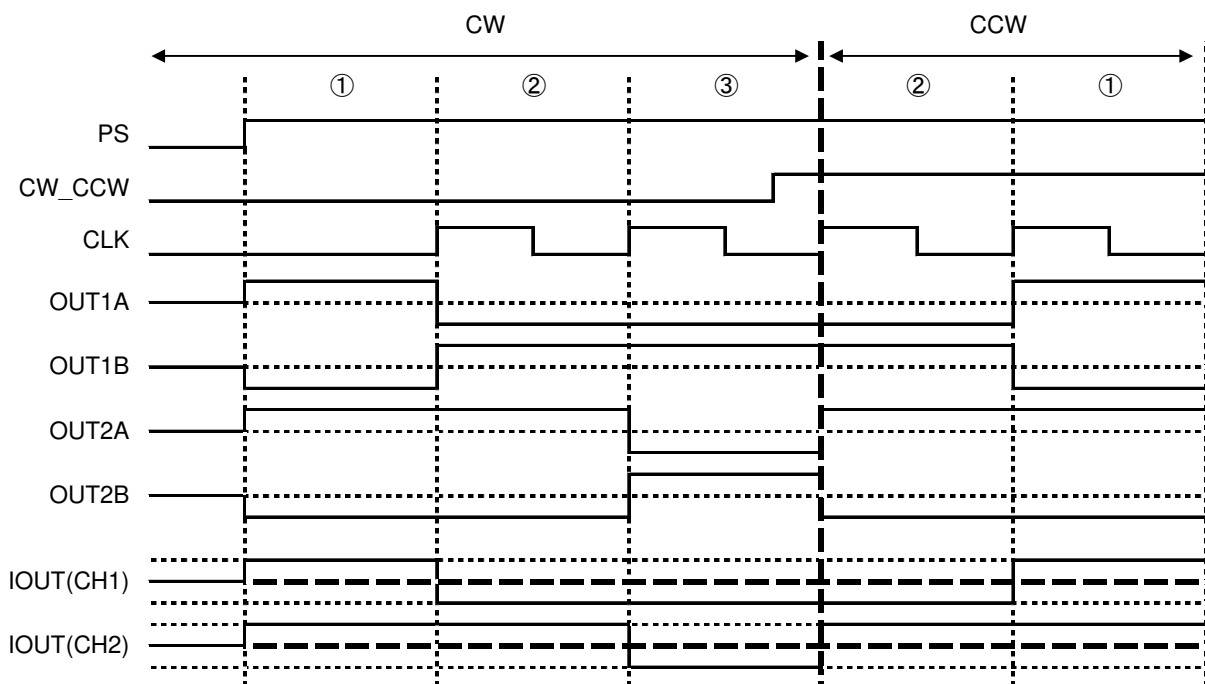 CW CCW
① ② ③ ② ①
PS
CW_CCW
CLK
OUT1A
OUT1B
OUT2A
OUT2B
IOUT(CH1)
IOUT(CH2)